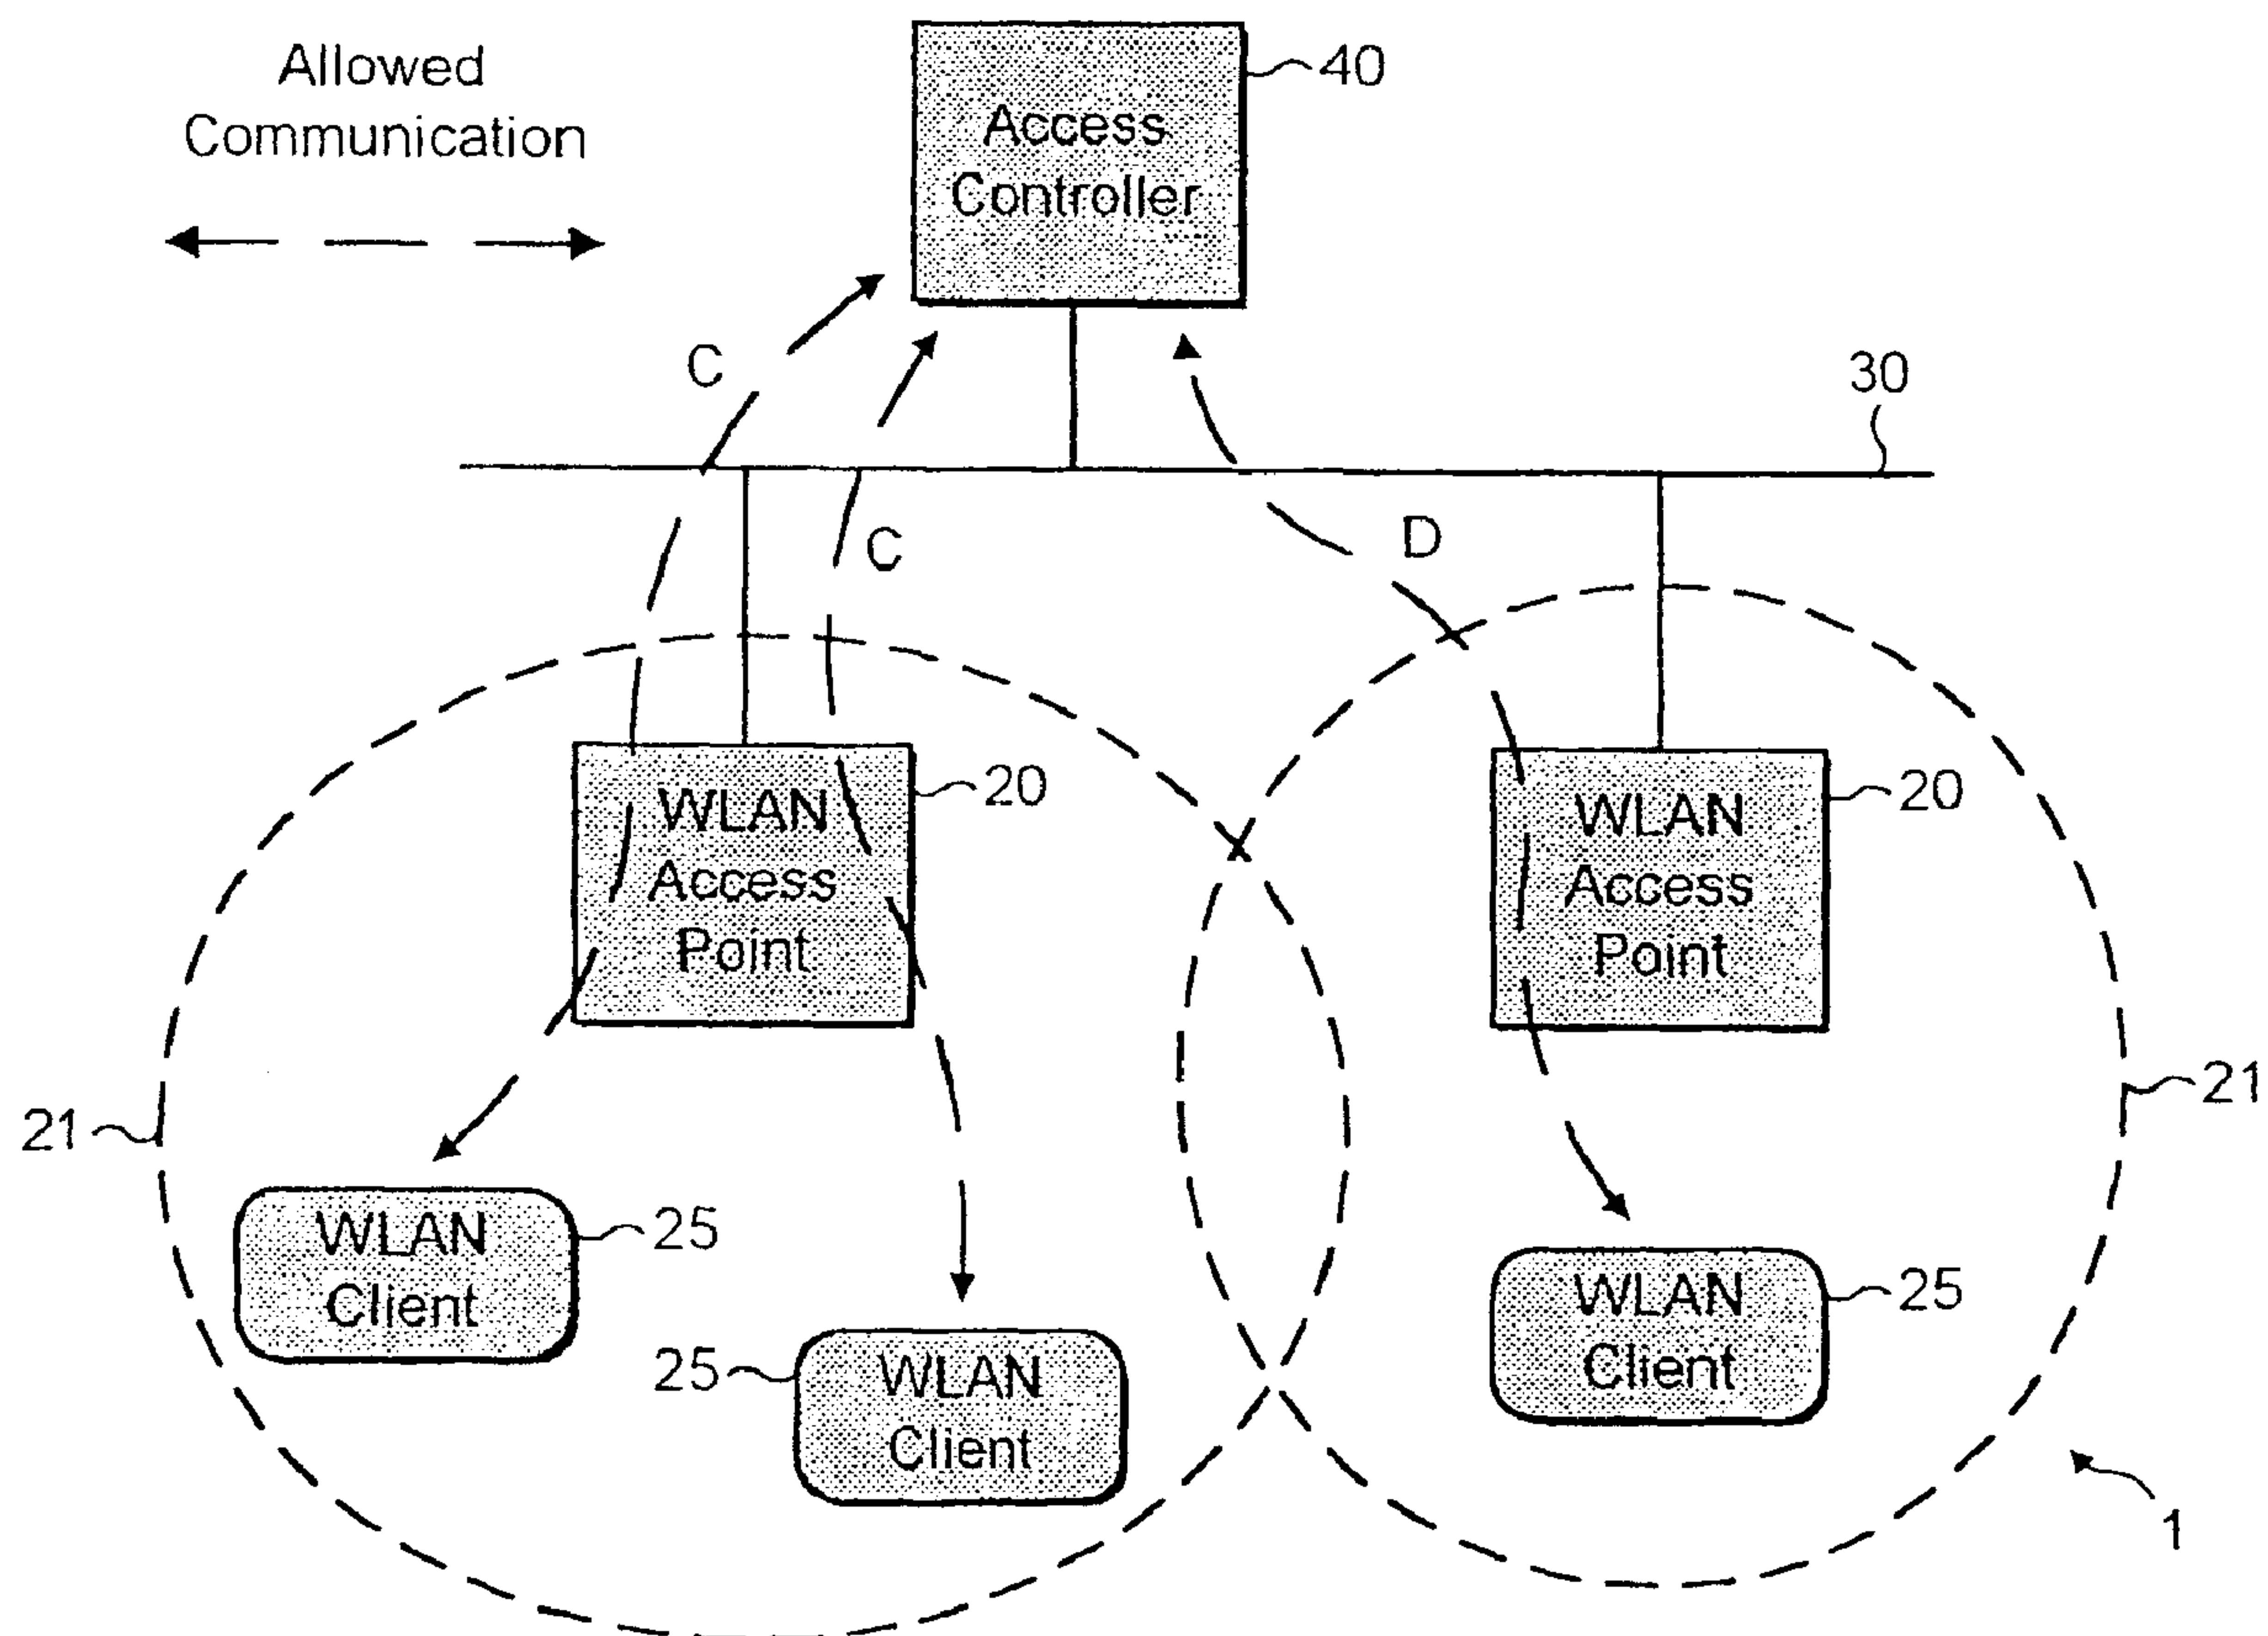 Allowed
Communication
Access
Controller
40
C
30
C
D
WLAN
Access
Point
20
WLAN
Access
Point
20
21
21
WLAN
Client
25
25
WLAN
Client
WLAN
Client
25
1